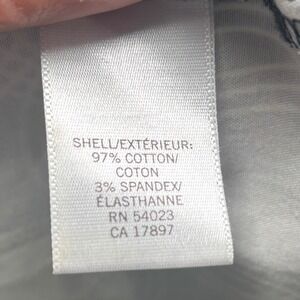 SHELL/EXTÉRIEUR:
97% COTTON/
COTON
3% SPANDEX/
ÉLASTHANNE
RN 54023
CA 17897